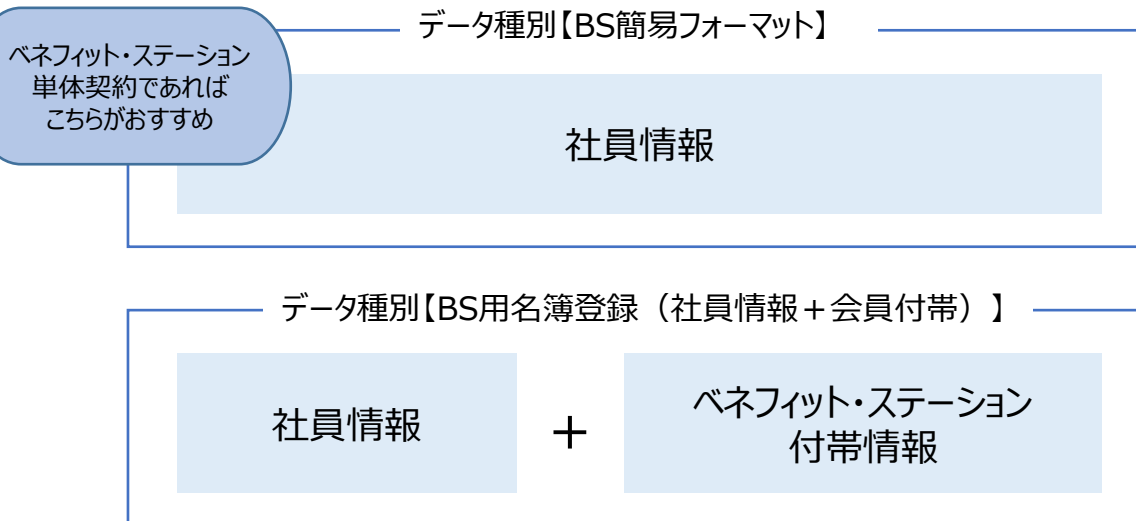 データ種別【BS簡易フォーマット】
ベネフィット・ステーション
単体契約であれば
こちらがおすすめ
社員情報
データ種別【BS用名簿登録（社員情報＋会員付帯）】
社員情報
＋
ベネフィット・ステーション
付帯情報